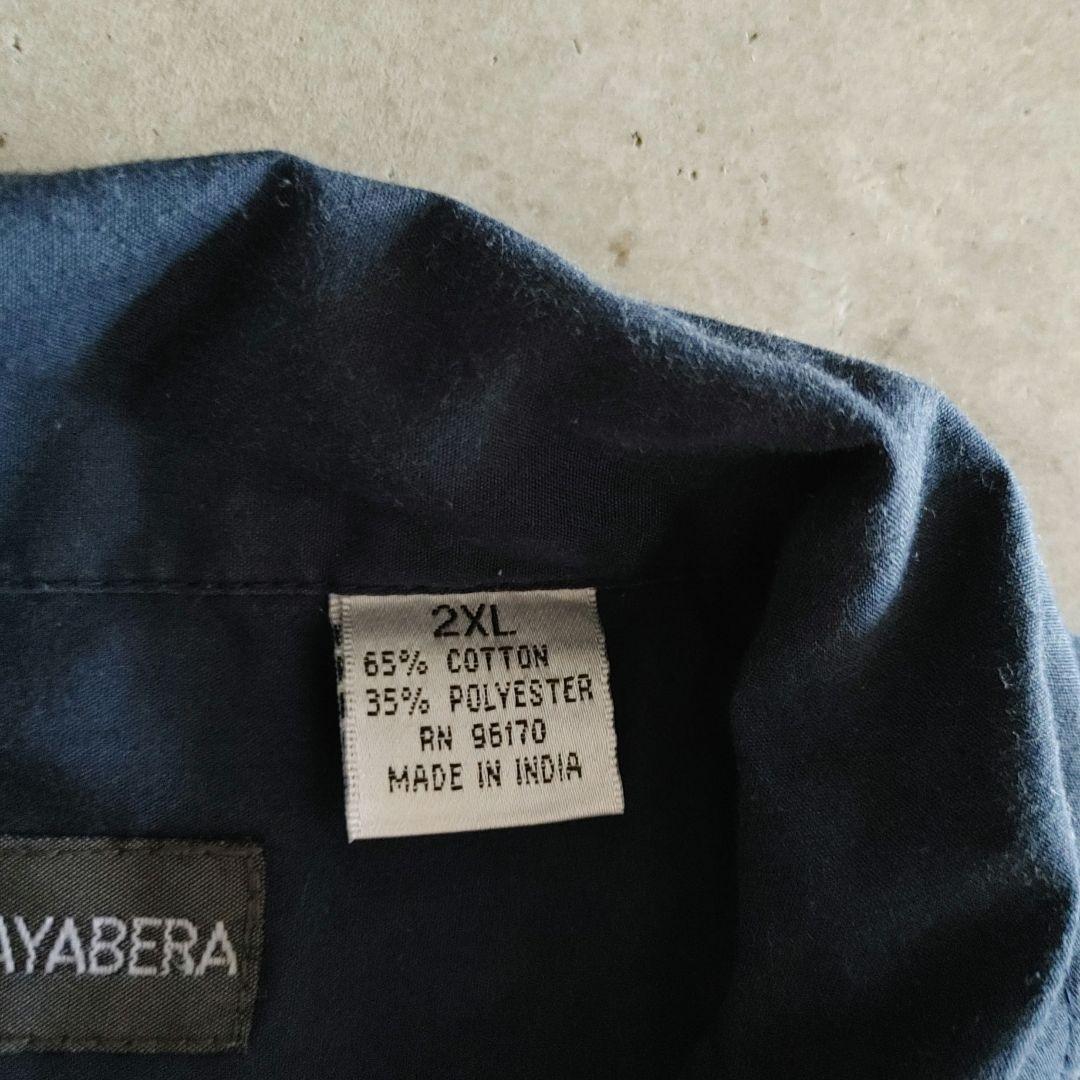 2XL
65% COTTON
35% POLYESTER
RN 96170
MADE IN INDIA
AYABERA